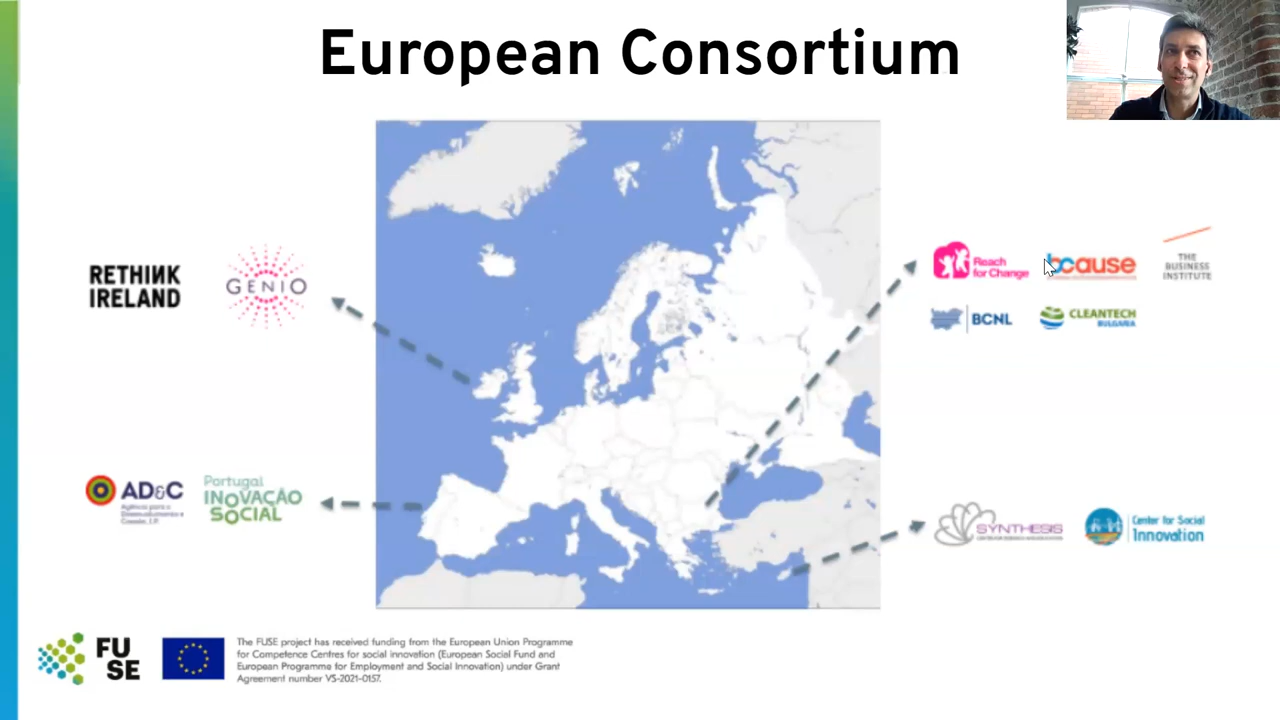 European Consortium
RETHINK
IRELAND
GENIO
Reach
for Change
bcause
THE
BUSINESS
INSTITUTE
BCNL
CLEANTECH
BULGARIA
AD&C
Agência para o
Desenvolvimento e
Coesão, I.P.
Portugal
INOVAÇÃO
SOCIAL
SYNTHESIS
Center for Social
Innovation
FU
SE
The FUSE project has received funding from the European Union Programme
for Competence Centres for social innovation (European Social Fund and
European Programme for Employment and Social Innovation) under Grant
Agreement number VS-2021-0157.